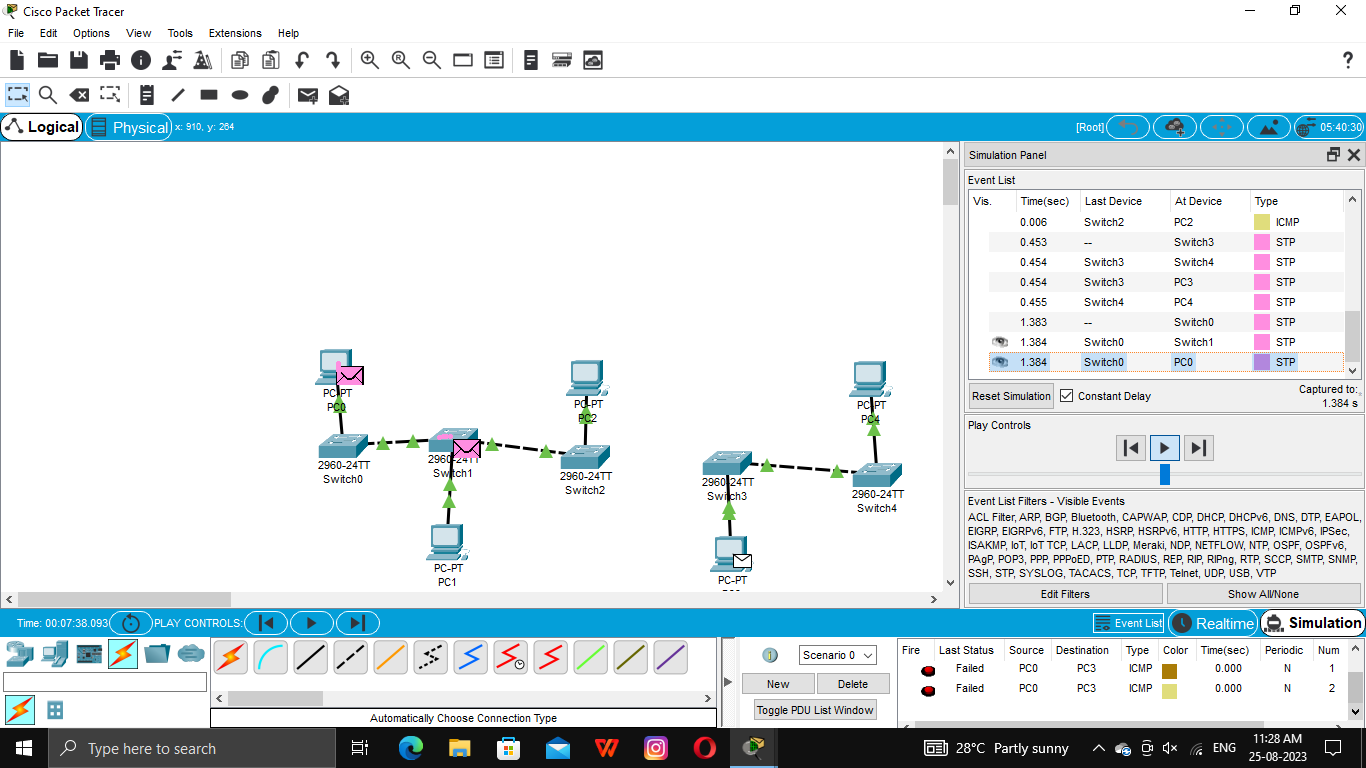 Cisco Packet Tracer
File Edit Options View Tools Extensions Help
Logical Physical x: 910, y: 264 [Root] 05:40:30
Simulation Panel
Event List
Vis. Time(sec) Last Device At Device Type
0.006 Switch2 PC2 ICMP
0.453 -- Switch3 STP
0.454 Switch3 Switch4 STP
0.454 Switch3 PC3 STP
0.455 Switch4 PC4 STP
1.383 -- Switch0 STP
1.384 Switch0 Switch1 STP
1.384 Switch0 PC0 STP
Reset Simulation Constant Delay Captured to:
1.384 s
Play Controls
Event List Filters - Visible Events
ACL Filter, ARP, BGP, Bluetooth, CAPWAP, CDP, DHCP, DHCPv6, DNS, DTP, EAPOL,
EIGRP, EIGRPv6, FTP, H.323, HSRP, HSRPv6, HTTP, HTTPS, ICMP, ICMPv6, IPSec,
ISAKMP, IoT, IoT TCP, LACP, LLDP, Meraki, NDP, NETFLOW, NTP, OSPF, OSPFv6,
PAgP, POP3, PPP, PPPoED, PTP, RADIUS, REP, RIP, RIPng, RTP, SCCP, SMTP, SNMP,
SSH, STP, SYSLOG, TACACS, TCP, TFTP, Telnet, UDP, USB, VTP
Edit Filters Show All/None
PC-PT
PC0
PC-PT
PC2
PC-PT
PC4
2960-24TT
Switch0
2960-24TT
Switch1
2960-24TT
Switch2
2960-24TT
Switch3
2960-24TT
Switch4
PC-PT
PC1
PC-PT
Time: 00:07:38.093 PLAY CONTROLS: Event List Realtime Simulation
Automatically Choose Connection Type
Scenario 0
New Delete
Toggle PDU List Window
Fire Last Status Source Destination Type Color Time(sec) Periodic Num
Failed PC0 PC3 ICMP 0.000 N 1
Failed PC0 PC3 ICMP 0.000 N 2
Type here to search
28°C Partly sunny ENG 11:28 AM
25-08-2023